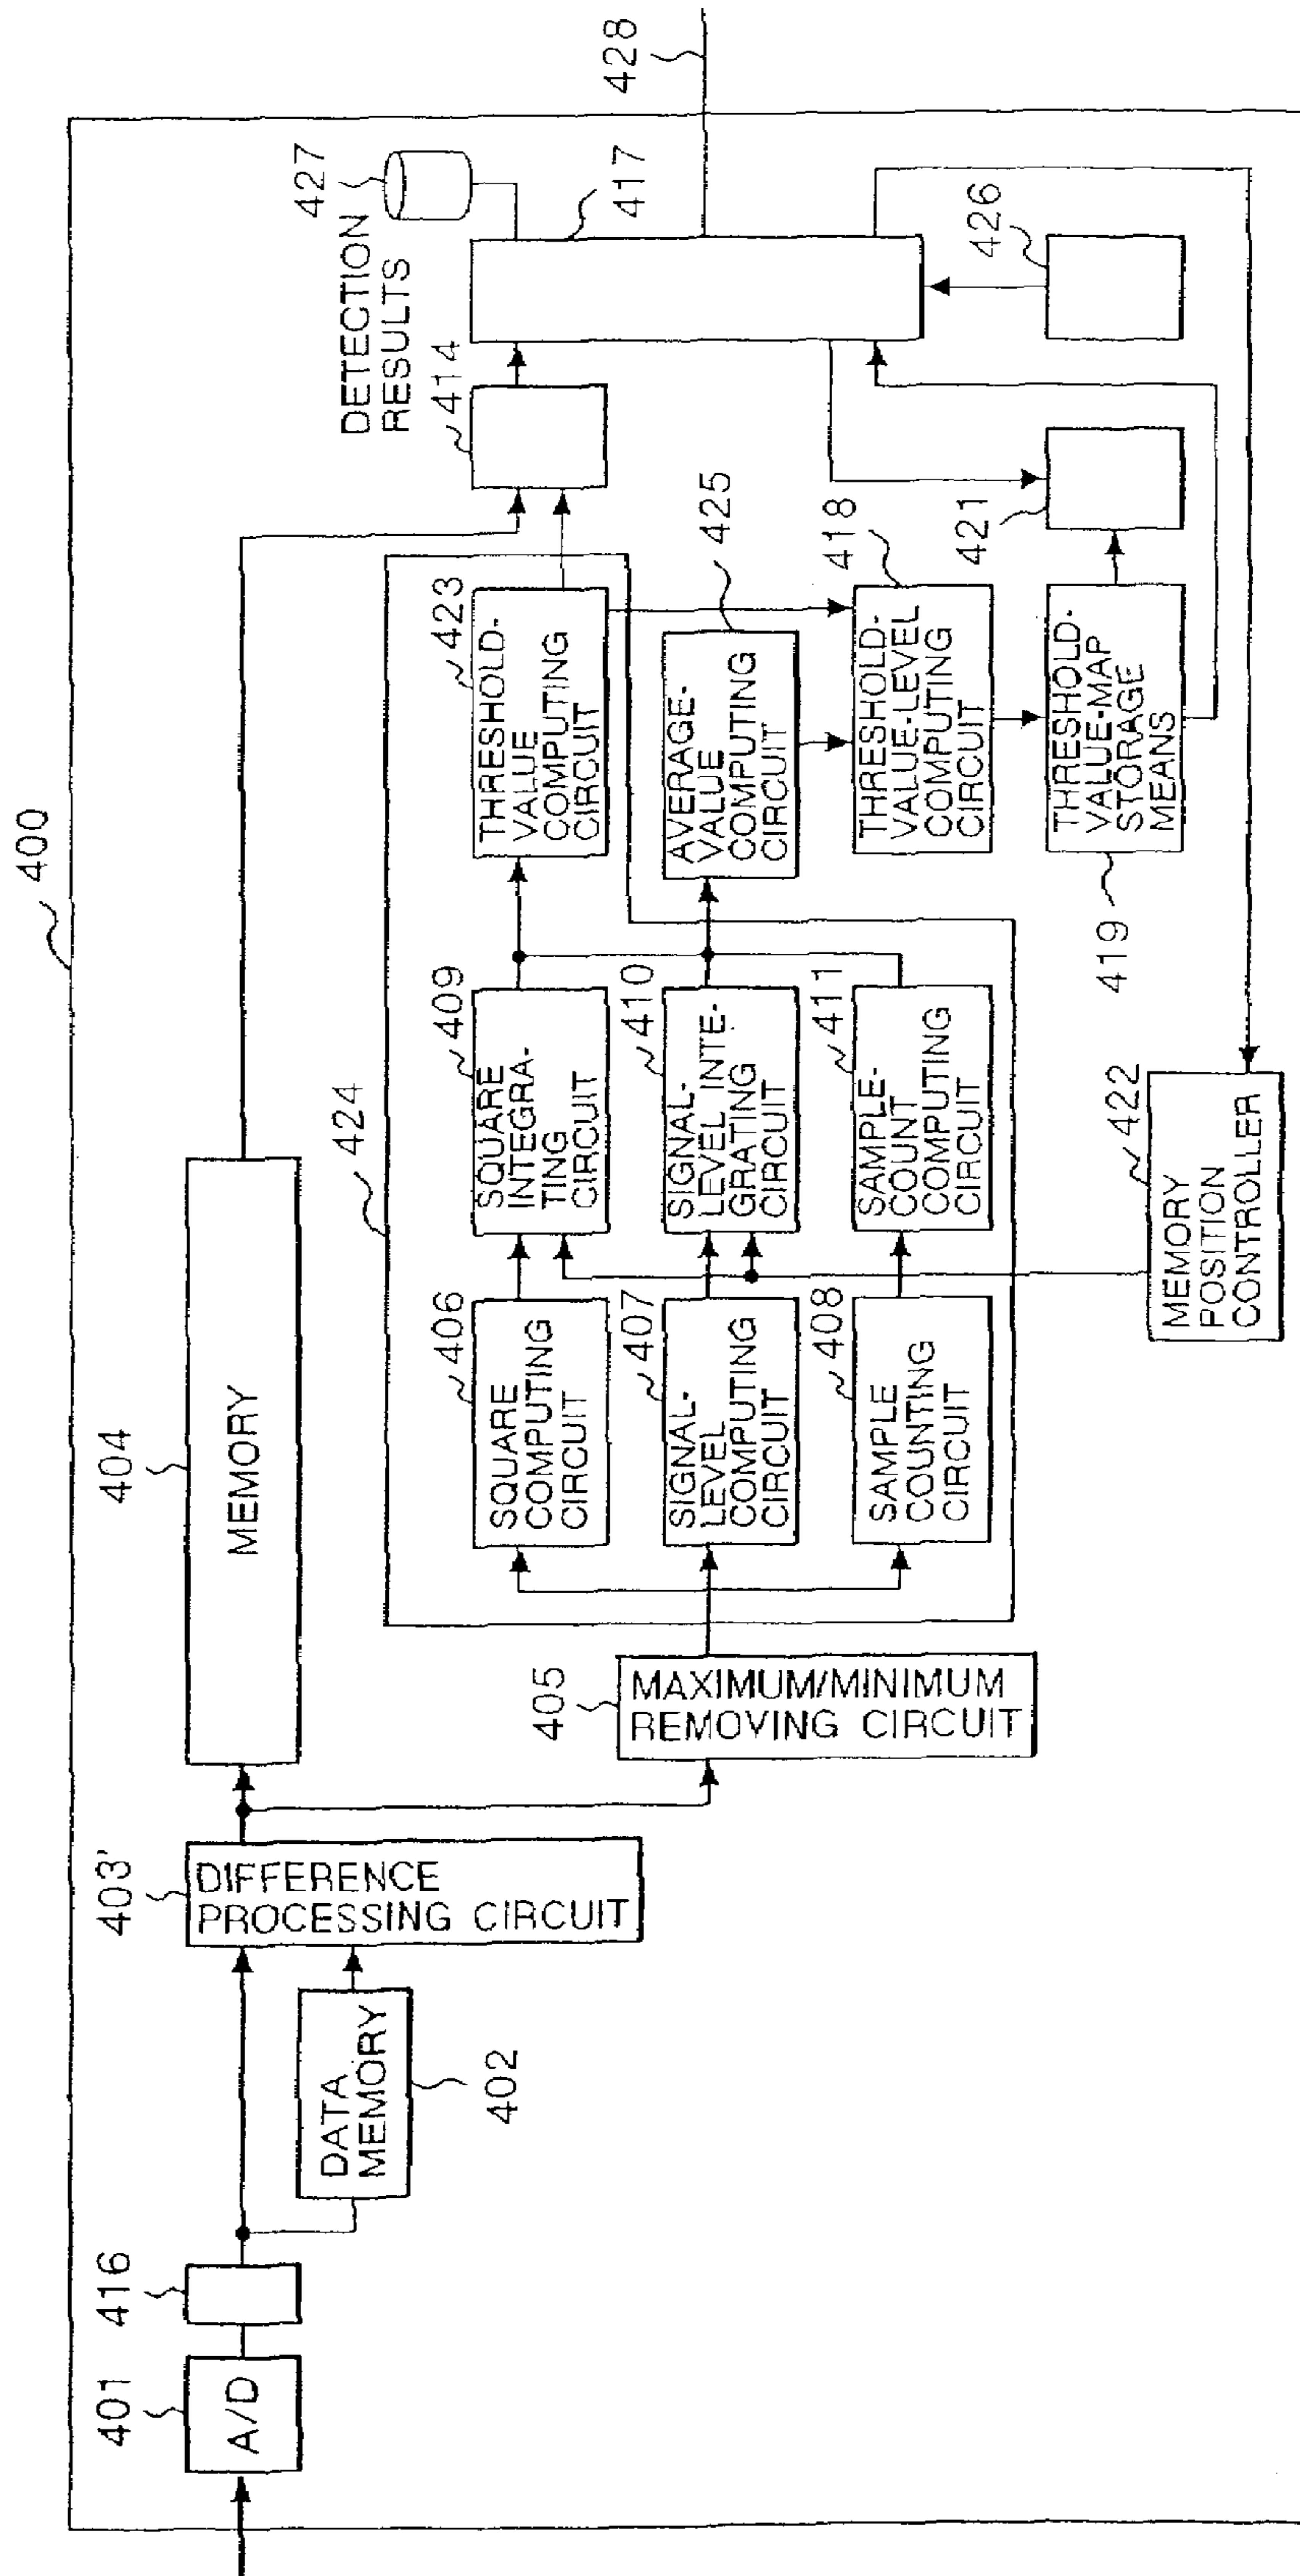 400
401
A/D
416
DATA
MEMORY
402
403'
DIFFERENCE
PROCESSING CIRCUIT
404
MEMORY
405
MAXIMUM/MINIMUM
REMOVING CIRCUIT
424
406
SQUARE
COMPUTING
CIRCUIT
407
SIGNAL-
LEVEL
COMPUTING
CIRCUIT
408
SAMPLE
COUNTING
CIRCUIT
409
SQUARE
INTEGRA-
TING
CIRCUIT
410
SIGNAL-
LEVEL INTE-
GRATING
CIRCUIT
411
SAMPLE-
COUNT
COMPUTING
CIRCUIT
422
MEMORY
POSITION
CONTROLLER
423
THRESHOLD-
VALUE
COMPUTING
CIRCUIT
425
AVERAGE-
VALUE
COMPUTING
CIRCUIT
418
THRESHOLD-
VALUE-LEVEL
COMPUTING
CIRCUIT
419
THRESHOLD-
VALUE-MAP
STORAGE
MEANS
421
414
DETECTION
RESULTS
427
417
426
428